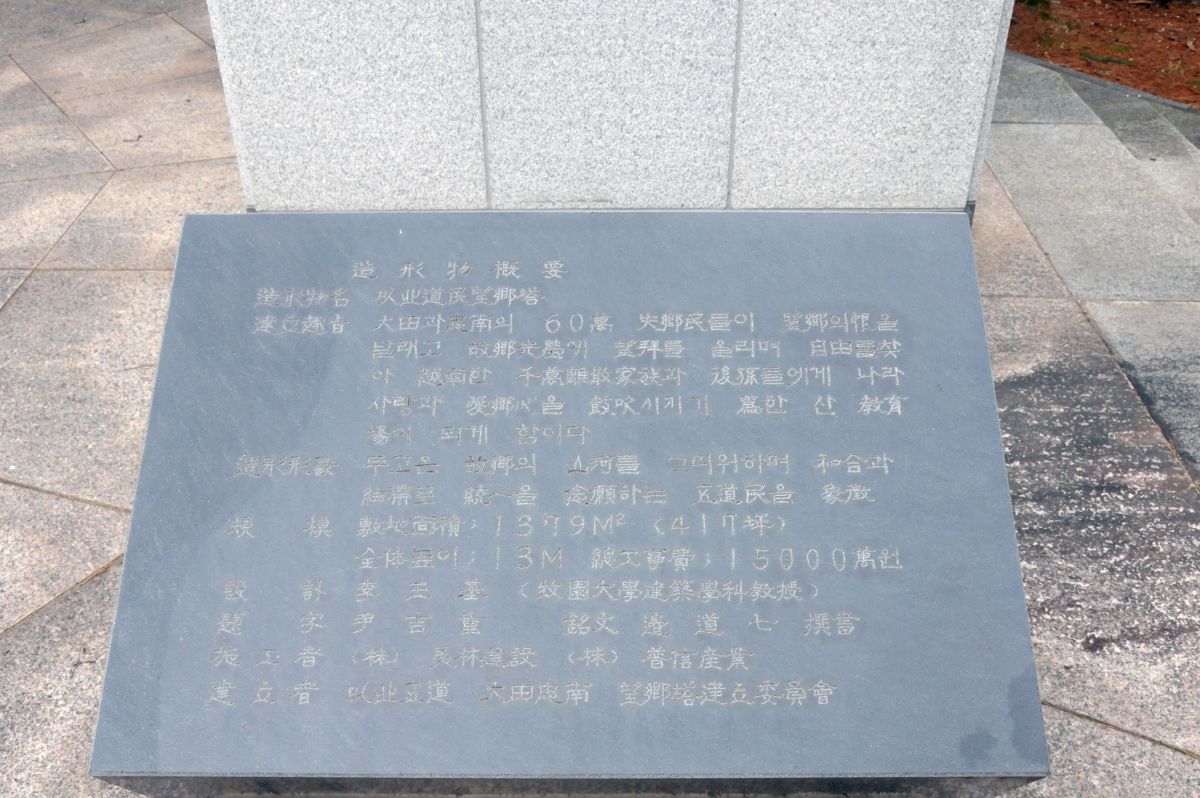 造形物槪要
造形物名 以北道民望鄕塔
建立趣旨 大田과忠南의 60萬 失鄕民들이 望鄕의恨을
달래고 故鄕先塋에 望拜를 올리며 自由를찾
아 越南한 千萬離散家族과 後孫들에게 나라
사랑과 愛鄕心을 鼓吹시키기 爲한 산 敎育
場이 되게 함이다
造形形象 두고온 故鄕의 山河를 그리워하며 和合과
紐帶로 統一을 念願하는 五道民을 象徵
規模 敷地面積;1379M² (417坪)
全体높이;13M 總工事費;15000萬원
設計 李王基 (牧園大學建築學科敎授)
題字 尹吉重 銘文 邊道七 撰書
施工者 (株) 美林建設 (株) 普信産業
建立者 以北五道 大田忠南 望鄕塔建立委員會